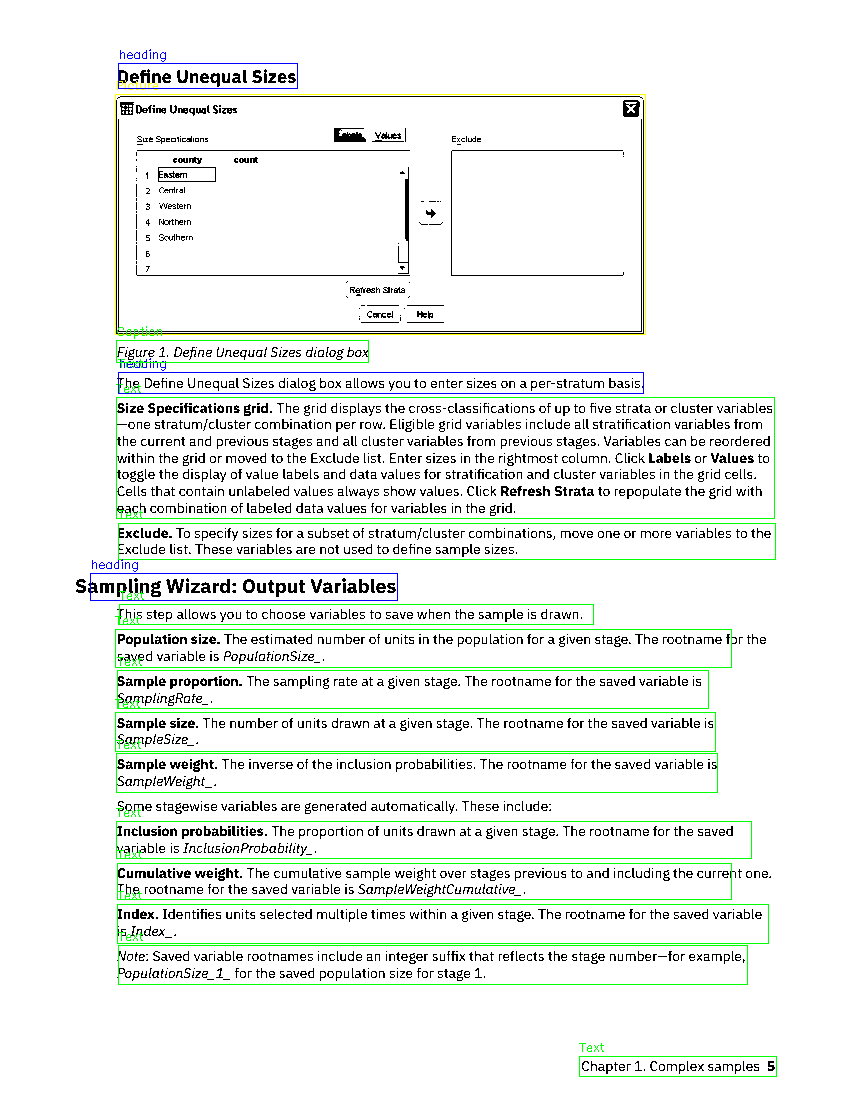 heading
Define Unequal Sizes
Define Unequal Sizes
Size Specifications
Labels Values
Exclude
county count
1 Eastern
2 Central
3 Western
4 Northern
5 Southern
6
7
Refresh Strata
Cancel Help
Caption
Figure 1. Define Unequal Sizes dialog box
heading
The Define Unequal Sizes dialog box allows you to enter sizes on a per-stratum basis.
Text
Size Specifications grid. The grid displays the cross-classifications of up to five strata or cluster variables
—one stratum/cluster combination per row. Eligible grid variables include all stratification variables from
the current and previous stages and all cluster variables from previous stages. Variables can be reordered
within the grid or moved to the Exclude list. Enter sizes in the rightmost column. Click Labels or Values to
toggle the display of value labels and data values for stratification and cluster variables in the grid cells.
Cells that contain unlabeled values always show values. Click Refresh Strata to repopulate the grid with
each combination of labeled data values for variables in the grid.
Text
Exclude. To specify sizes for a subset of stratum/cluster combinations, move one or more variables to the
Exclude list. These variables are not used to define sample sizes.
heading
Sampling Wizard: Output Variables
Text
This step allows you to choose variables to save when the sample is drawn.
Text
Population size. The estimated number of units in the population for a given stage. The rootname for the
saved variable is PopulationSize_.
Text
Sample proportion. The sampling rate at a given stage. The rootname for the saved variable is
SamplingRate_.
Text
Sample size. The number of units drawn at a given stage. The rootname for the saved variable is
SampleSize_.
Text
Sample weight. The inverse of the inclusion probabilities. The rootname for the saved variable is
SampleWeight_.
Some stagewise variables are generated automatically. These include:
Text
Inclusion probabilities. The proportion of units drawn at a given stage. The rootname for the saved
variable is InclusionProbability_.
Text
Cumulative weight. The cumulative sample weight over stages previous to and including the current one.
The rootname for the saved variable is SampleWeightCumulative_.
Text
Index. Identifies units selected multiple times within a given stage. The rootname for the saved variable
is Index_.
Text
Note: Saved variable rootnames include an integer suffix that reflects the stage number—for example,
PopulationSize_1_ for the saved population size for stage 1.
Text
Chapter 1. Complex samples 5